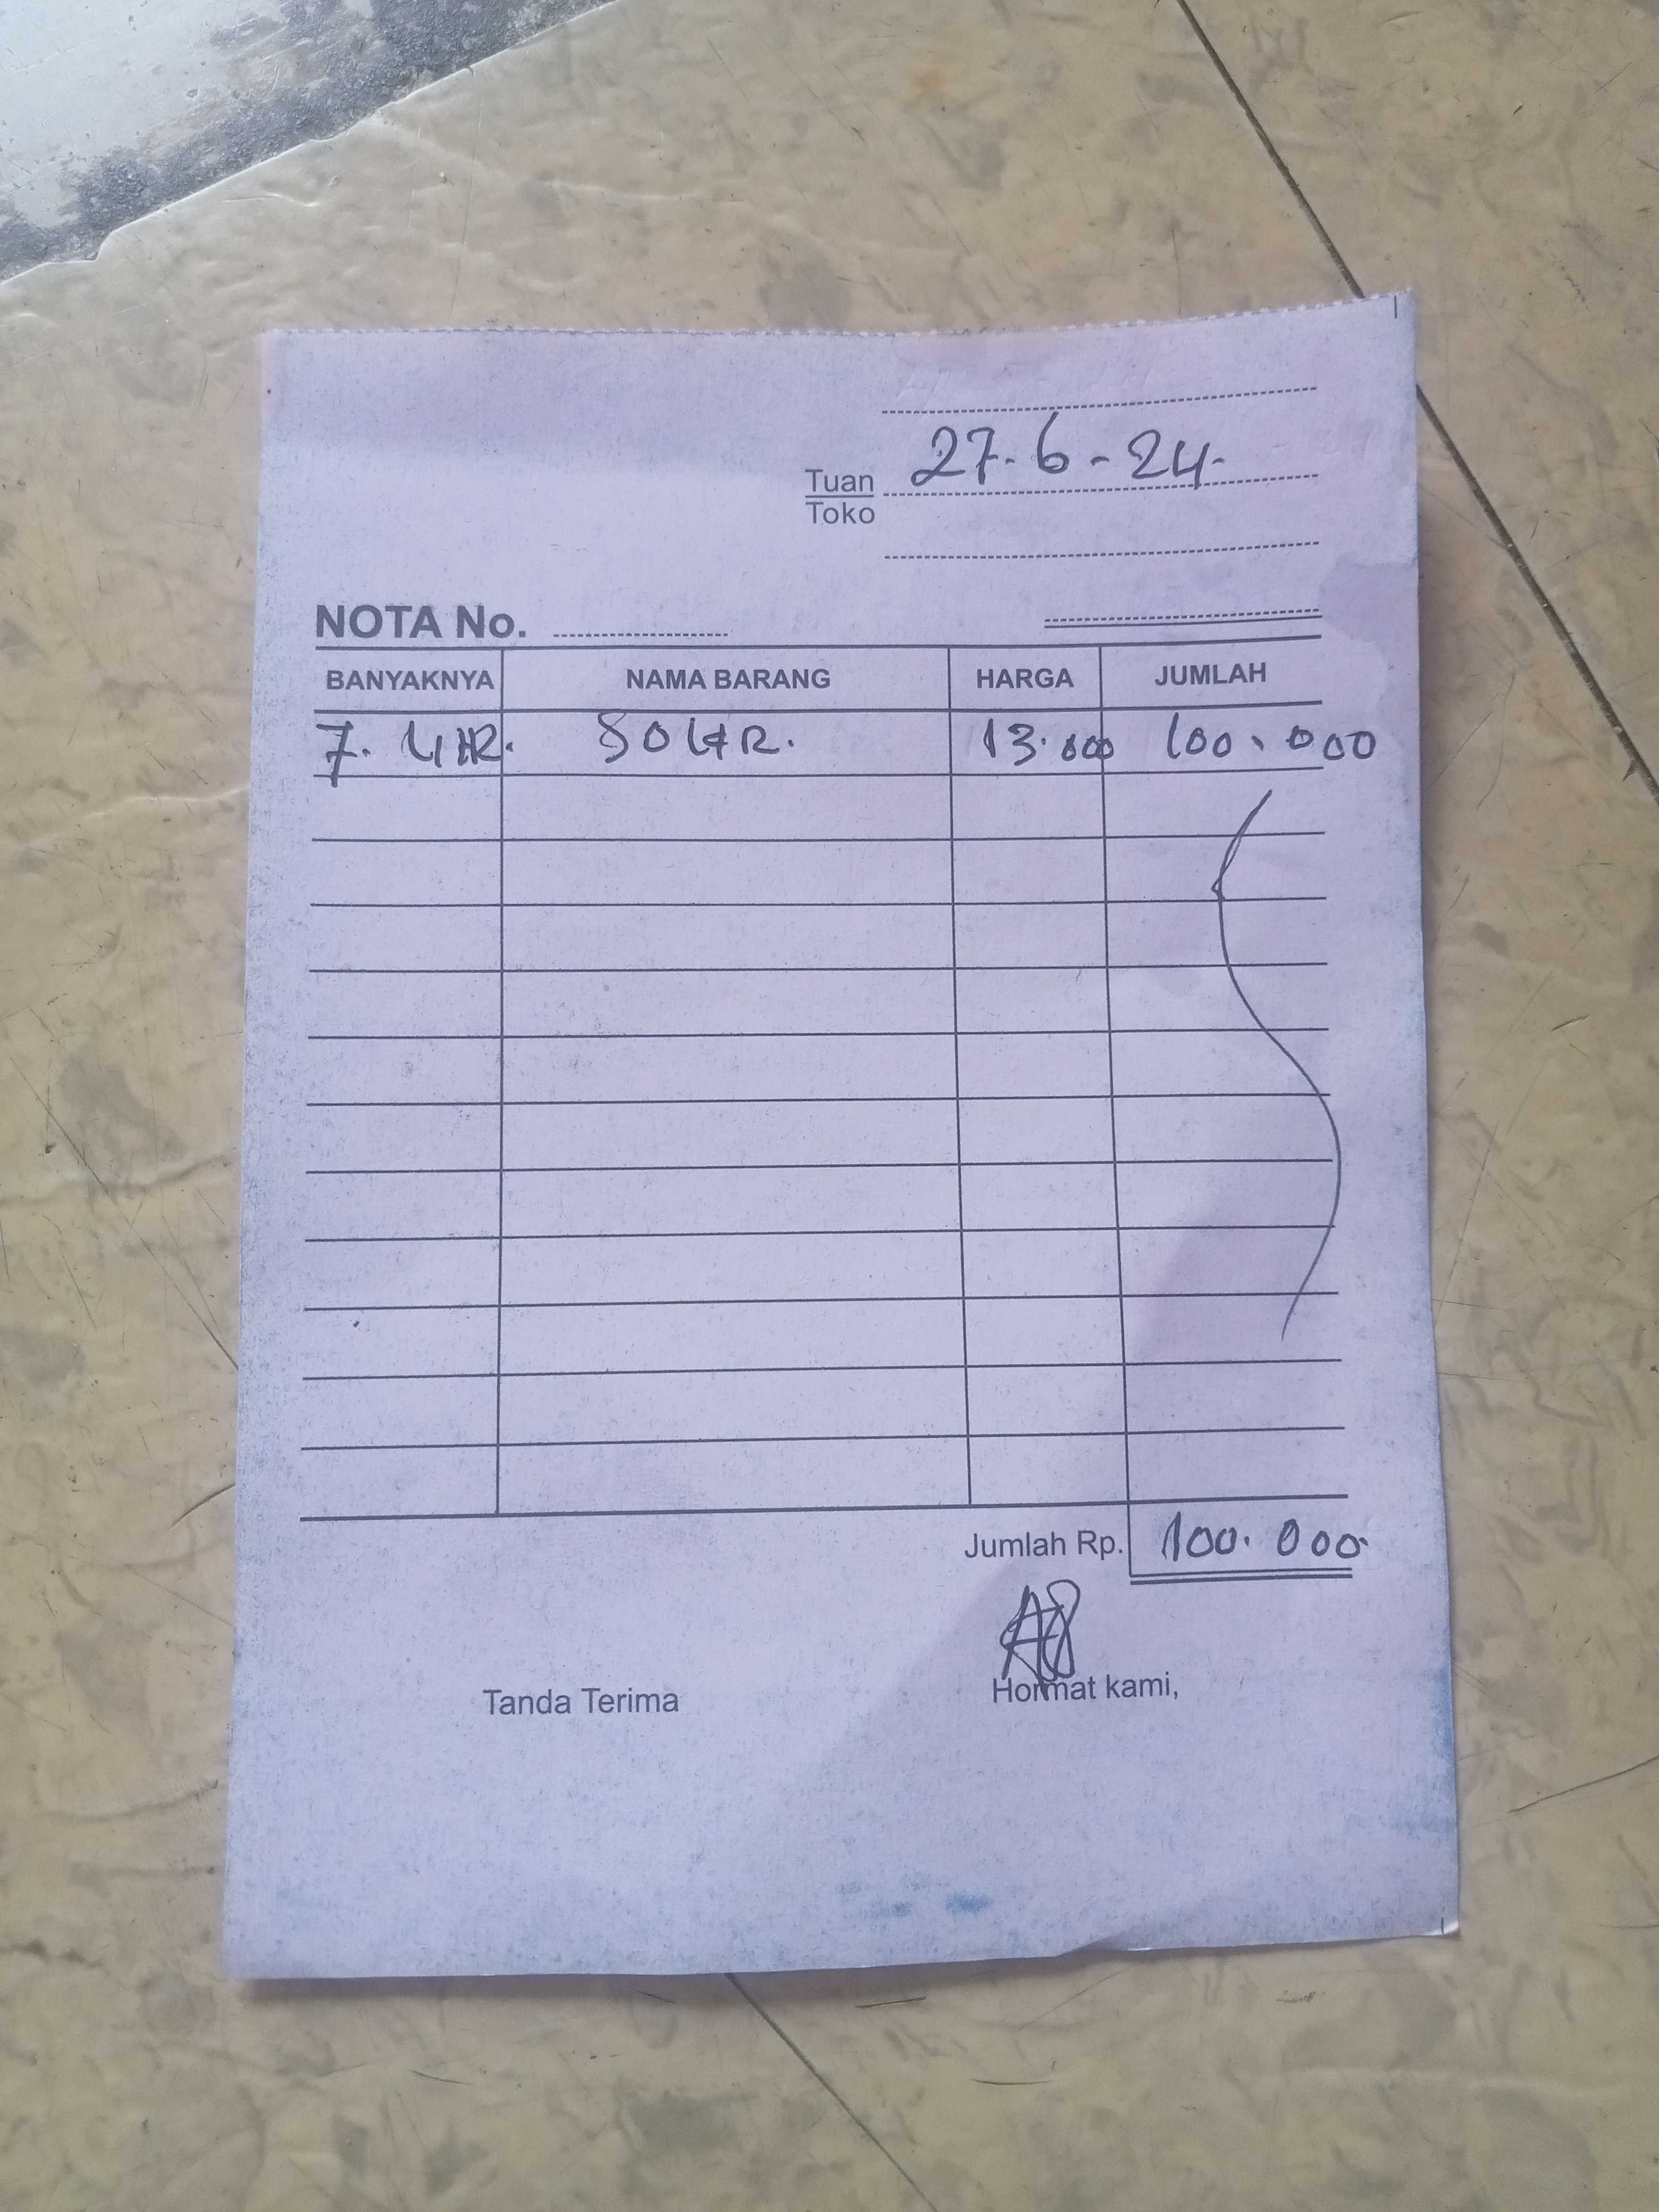 27.6-24.
Tuan
Toko
NOTA No.
BANYAKNYA NAMA BARANG HARGA JUMLAH
7. LITR. SOLAR. 13.000 100.000
Jumlah Rp. 100.000.
Tanda Terima Hormat kami,